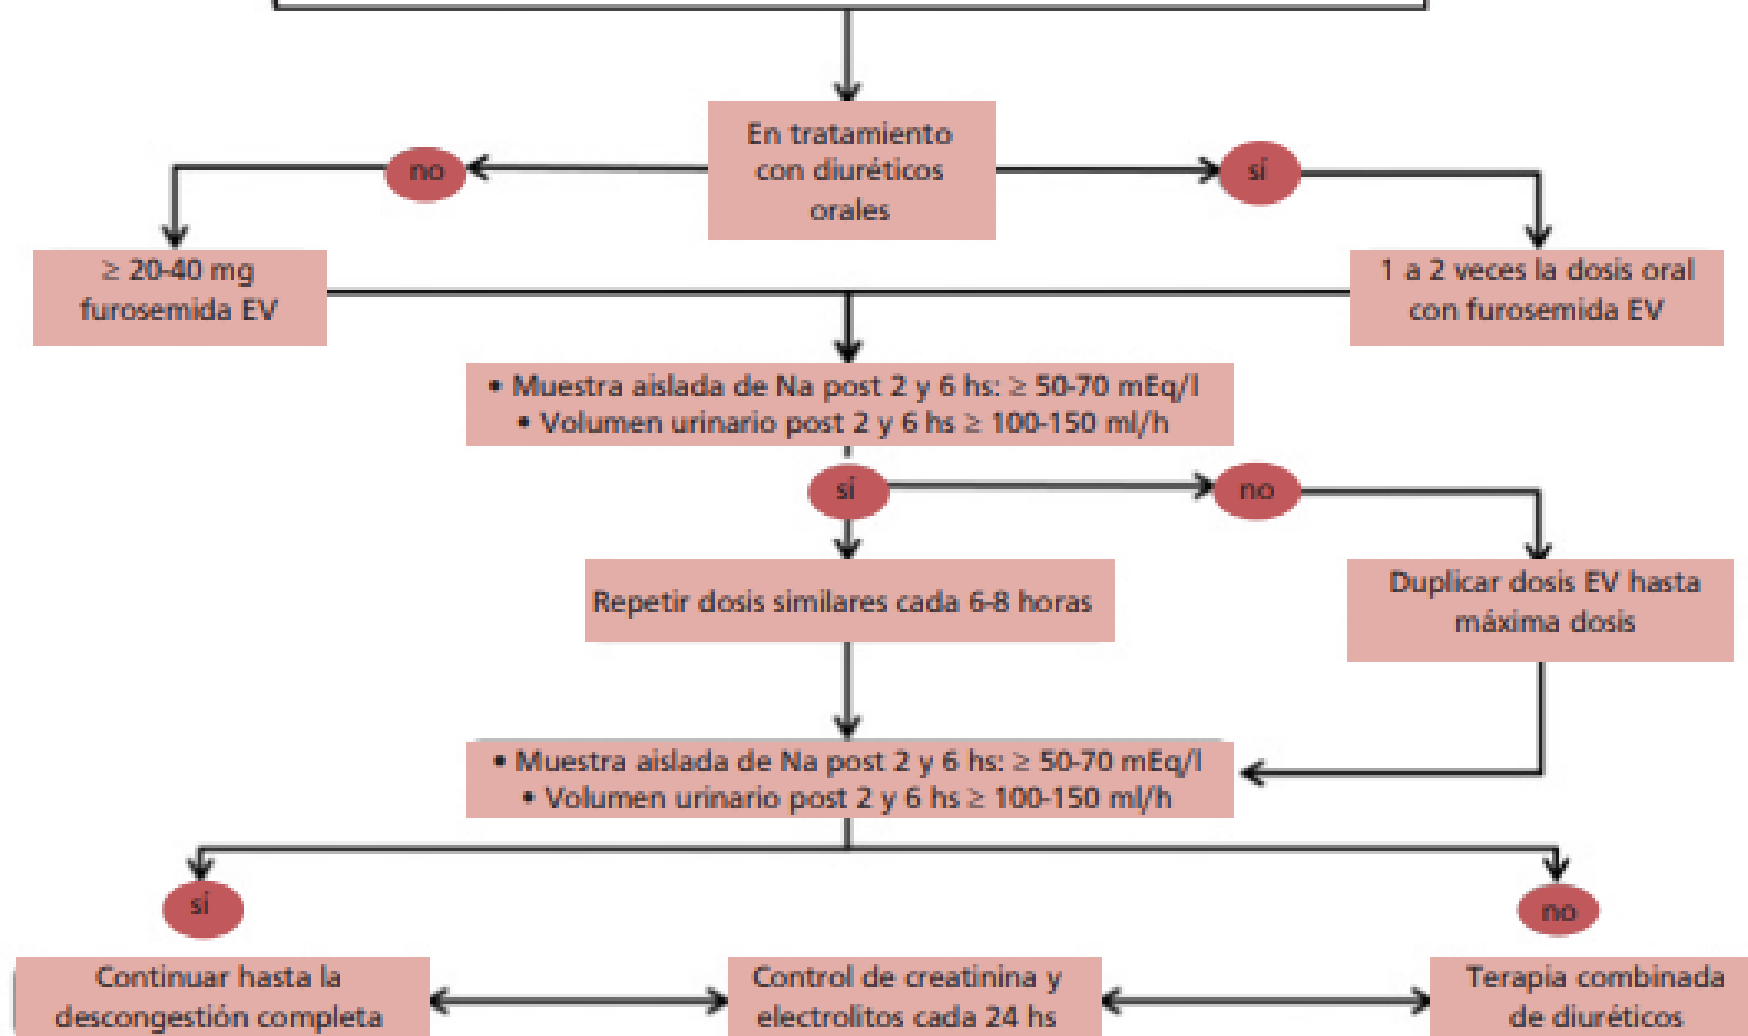 En tratamiento
con diuréticos
orales
no
sí
≥ 20-40 mg
furosemida EV
1 a 2 veces la dosis oral
con furosemida EV
• Muestra aislada de Na post 2 y 6 hs: ≥ 50-70 mEq/l
• Volumen urinario post 2 y 6 hs ≥ 100-150 ml/h
sí
no
Repetir dosis similares cada 6-8 horas
Duplicar dosis EV hasta
máxima dosis
• Muestra aislada de Na post 2 y 6 hs: ≥ 50-70 mEq/l
• Volumen urinario post 2 y 6 hs ≥ 100-150 ml/h
sí
no
Continuar hasta la
descongestión completa
Control de creatinina y
electrolitos cada 24 hs
Terapia combinada
de diuréticos